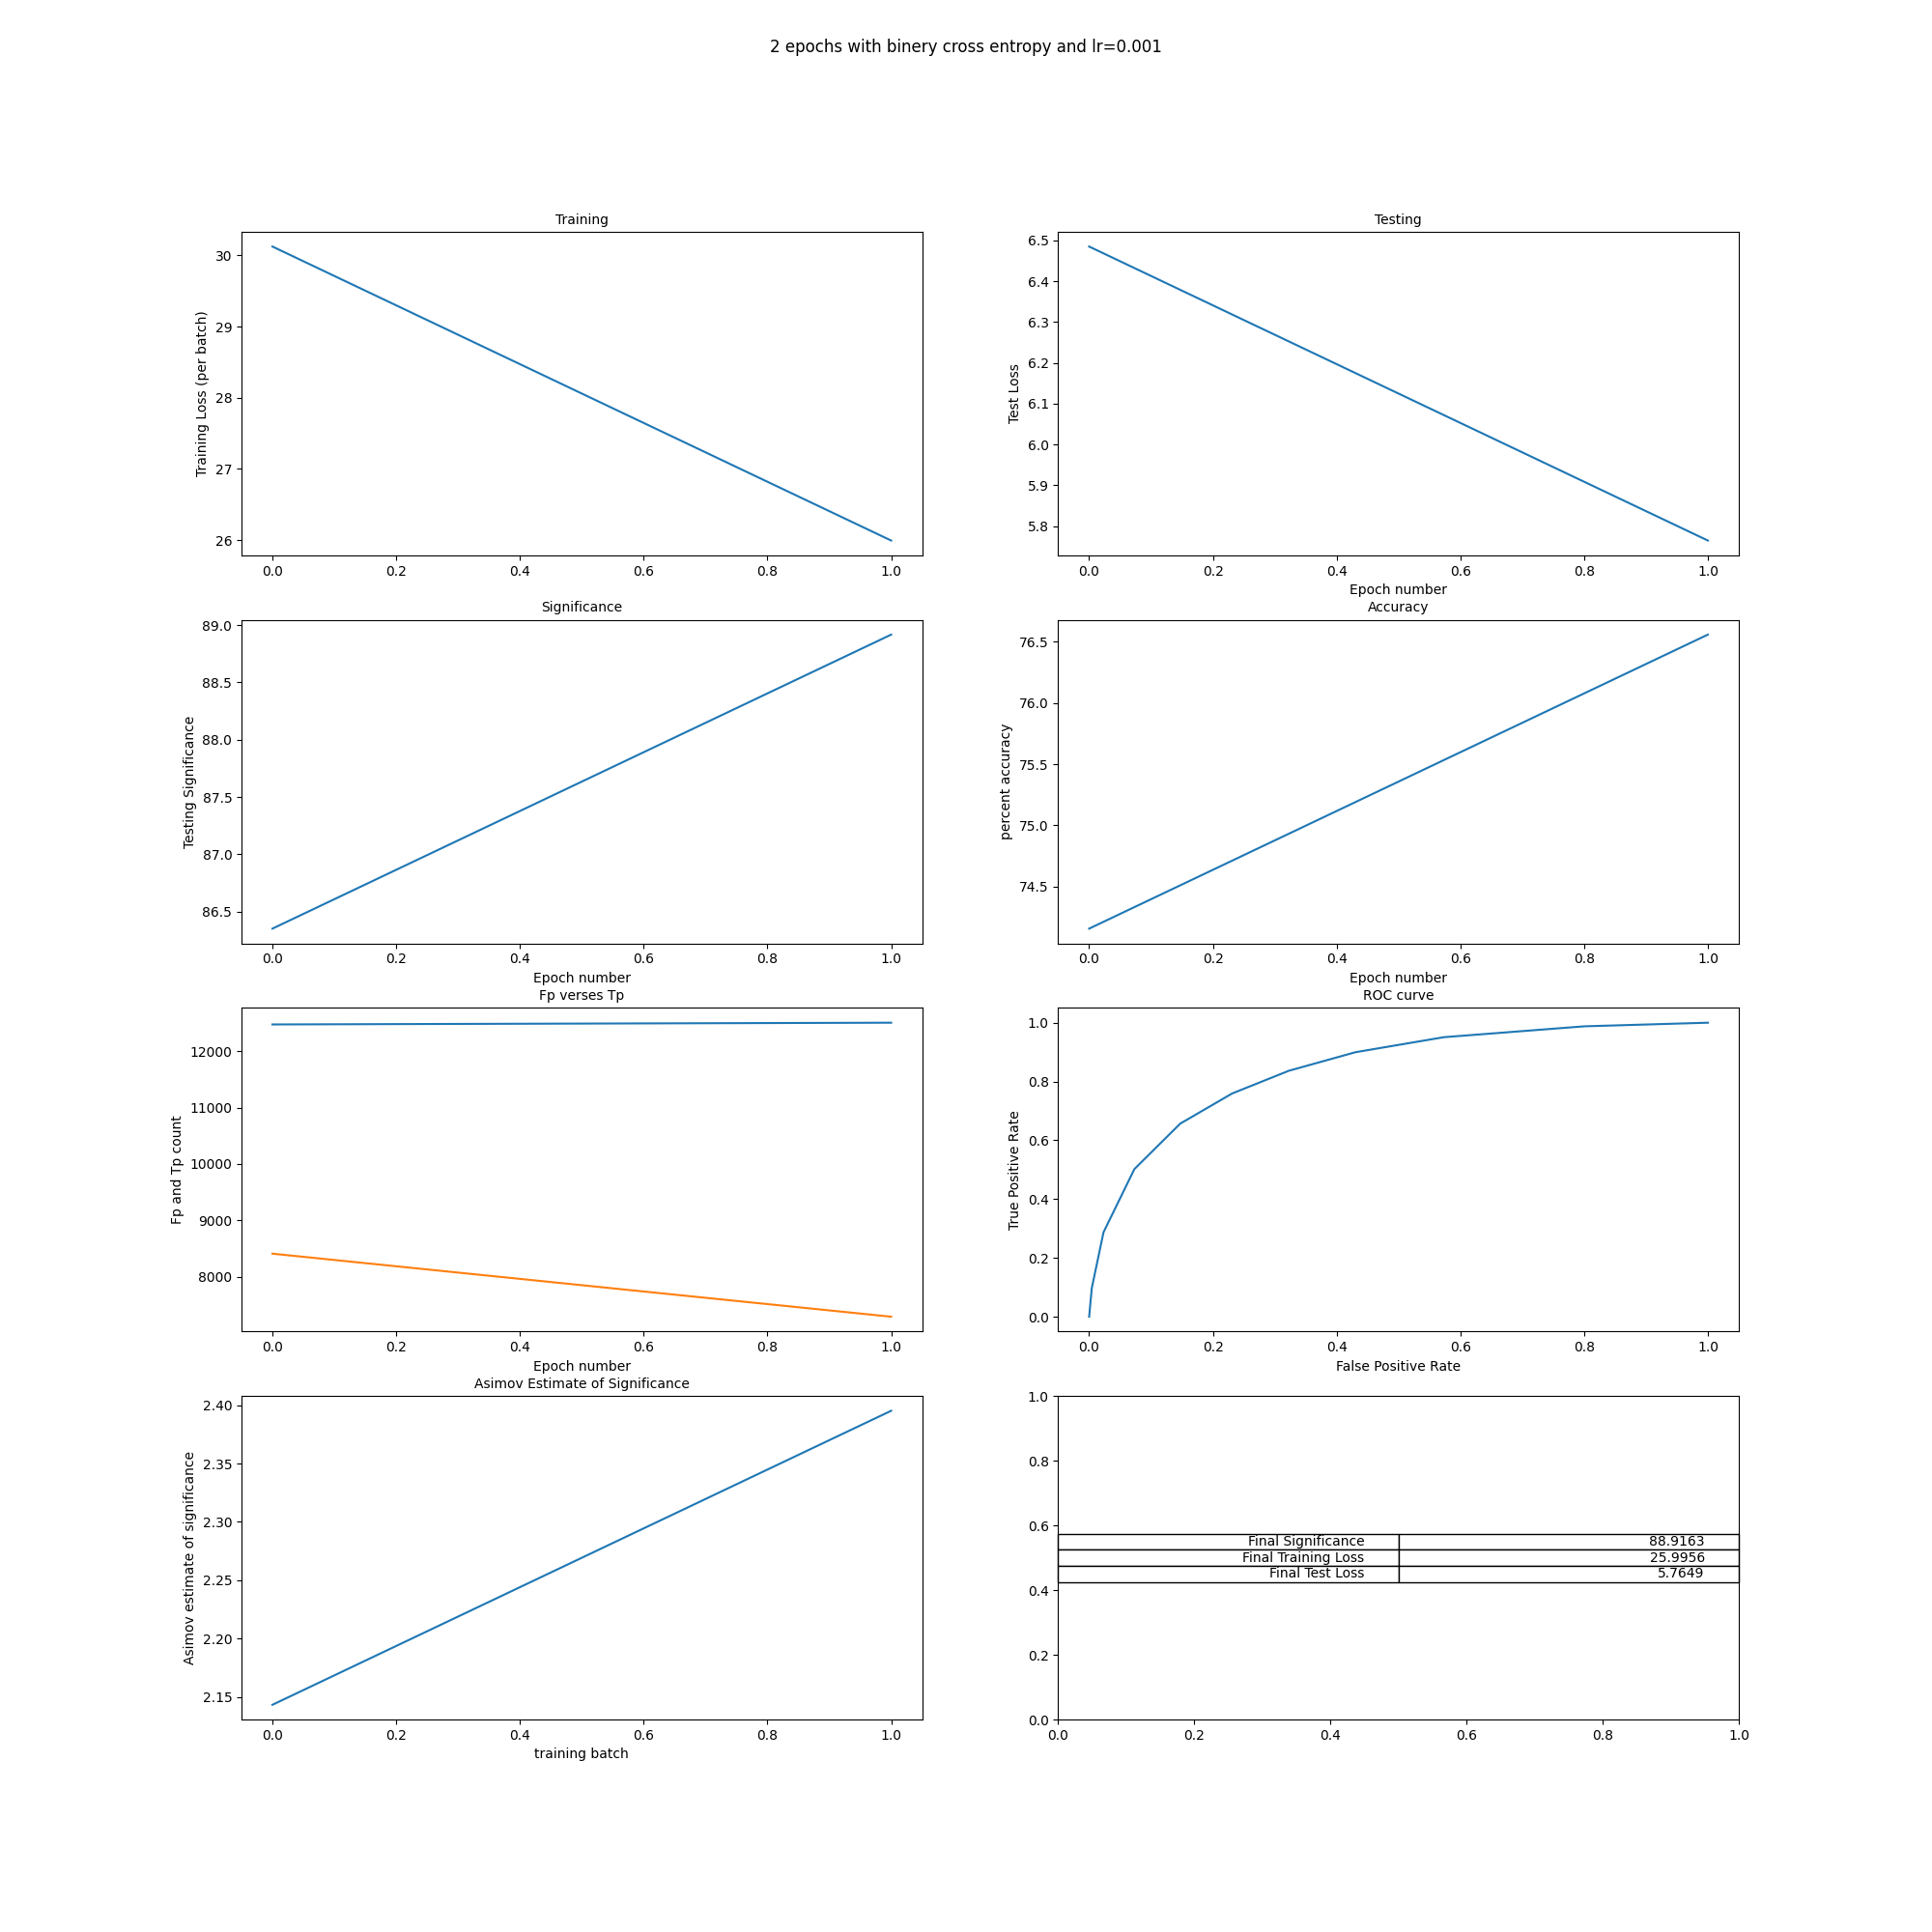 2 epochs with binery cross entropy and lr=0.001
Training
Training Loss (per batch)
30
29
28
27
26
0.0 0.2 0.4 0.6 0.8 1.0
Testing
Test Loss
6.5
6.4
6.3
6.2
6.1
6.0
5.9
5.8
0.0 0.2 0.4 0.6 0.8 1.0
Epoch number
Significance
Testing Significance
89.0
88.5
88.0
87.5
87.0
86.5
0.0 0.2 0.4 0.6 0.8 1.0
Epoch number
Accuracy
percent accuracy
76.5
76.0
75.5
75.0
74.5
0.0 0.2 0.4 0.6 0.8 1.0
Epoch number
Fp verses Tp
Fp and Tp count
12000
11000
10000
9000
8000
0.0 0.2 0.4 0.6 0.8 1.0
Epoch number
ROC curve
True Positive Rate
1.0
0.8
0.6
0.4
0.2
0.0
0.0 0.2 0.4 0.6 0.8 1.0
False Positive Rate
Asimov Estimate of Significance
Asimov estimate of significance
2.40
2.35
2.30
2.25
2.20
2.15
0.0 0.2 0.4 0.6 0.8 1.0
training batch
1.0
0.8
0.6
0.4
0.2
0.0
Final Significance 88.9163
Final Training Loss 25.9956
Final Test Loss 5.7649
0.0 0.2 0.4 0.6 0.8 1.0